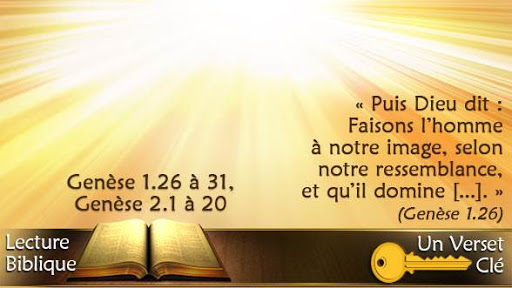 « Puis Dieu dit :
Faisons l’homme
à notre image, selon
notre ressemblance,
et qu’il domine [...]. »
(Genèse 1.26)
Genèse 1.26 à 31,
Genèse 2.1 à 20
Lecture
Biblique
Un Verset
Clé